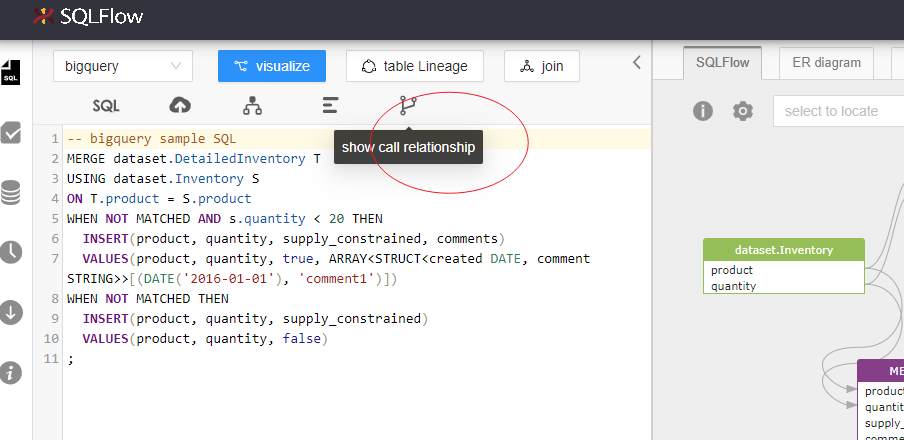 SQLFlow
SQL
bigquery
visualize
table Lineage
join
SQL
show call relationship
1 -- bigquery sample SQL
2 MERGE dataset.DetailedInventory T
3 USING dataset.Inventory S
4 ON T.product = S.product
5 WHEN NOT MATCHED AND s.quantity < 20 THEN
6 INSERT(product, quantity, supply_constrained, comments)
7 VALUES(product, quantity, true, ARRAY<STRUCT<created DATE, comment
STRING>>[(DATE('2016-01-01'), 'comment1')])
8 WHEN NOT MATCHED THEN
9 INSERT(product, quantity, supply_constrained)
10 VALUES(product, quantity, false)
11 ;
SQLFlow
ER diagram
select to locate
dataset.Inventory
product
quantity
ME
product
quantit
supply_
comme